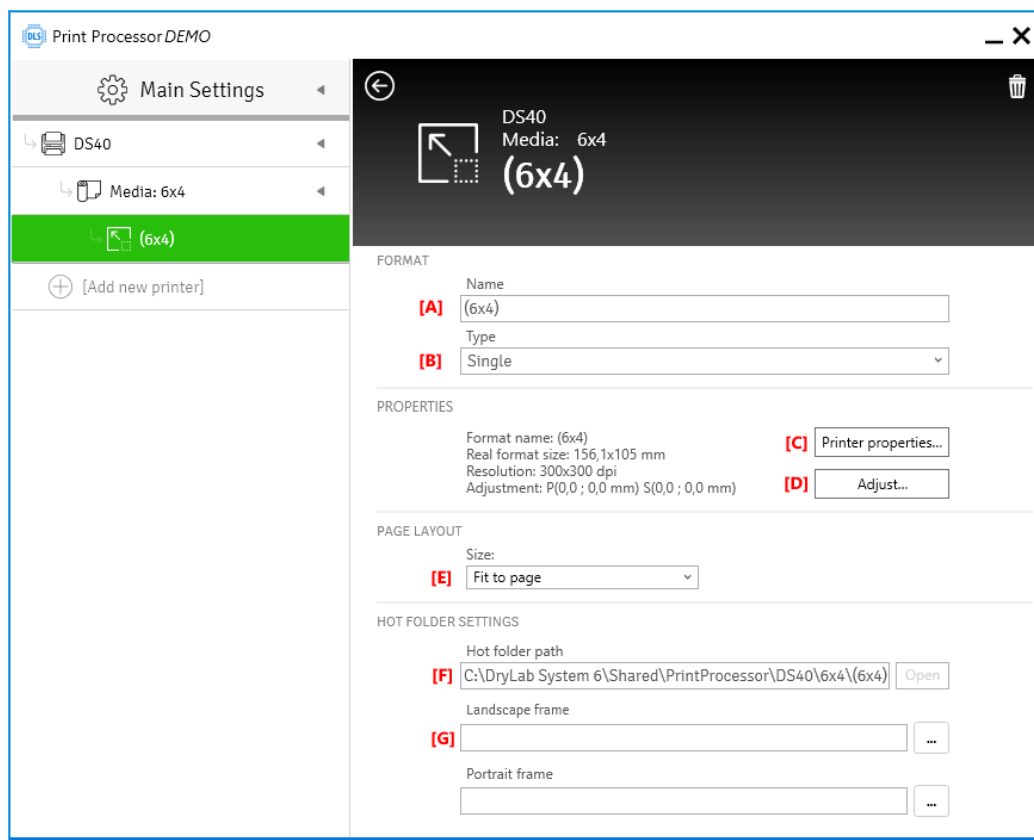 DLS Print Processor DEMO
Main Settings
DS40
Media: 6x4
(6x4)
[Add new printer]
DS40
Media: 6x4
(6x4)
FORMAT
Name
[A] (6x4)
Type
[B] Single
PROPERTIES
Format name: (6x4)
[C] Printer properties...
Real format size: 156,1x105 mm
Resolution: 300x300 dpi
[D] Adjust...
Adjustment: P(0,0 ; 0,0 mm) S(0,0 ; 0,0 mm)
PAGE LAYOUT
Size:
[E] Fit to page
HOT FOLDER SETTINGS
Hot folder path
[F] C:\DryLab System 6\Shared\PrintProcessor\DS40\6x4\(6x4) Open
Landscape frame
[G] ...
Portrait frame
...